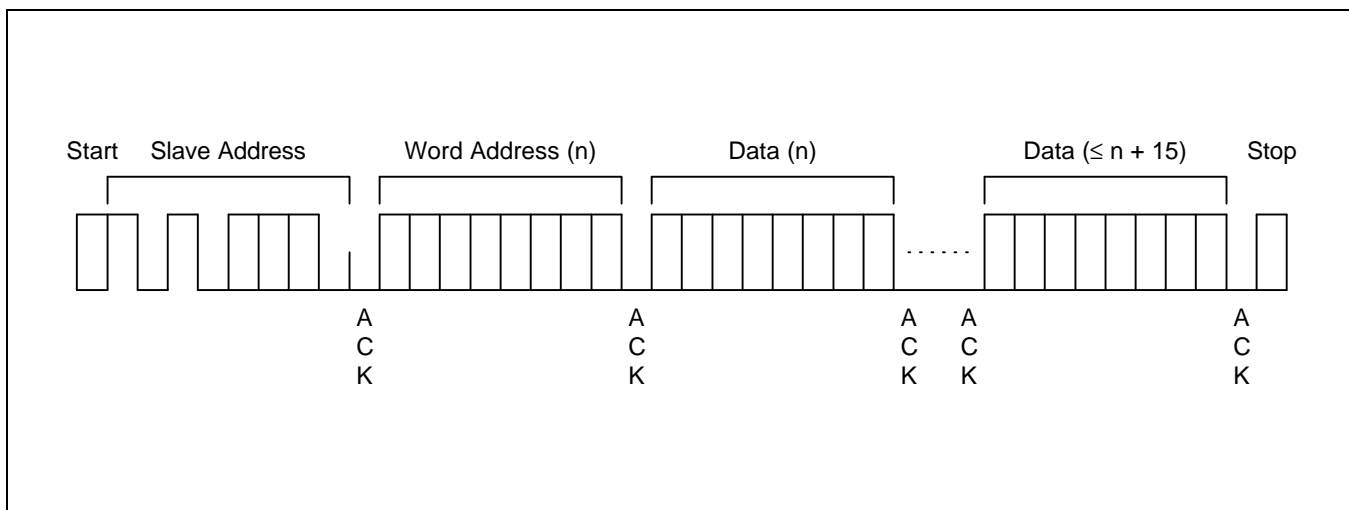 Start Slave Address Word Address (n) Data (n) Data (≤ n + 15) Stop
A A A A A
C C C C C
K K K K K